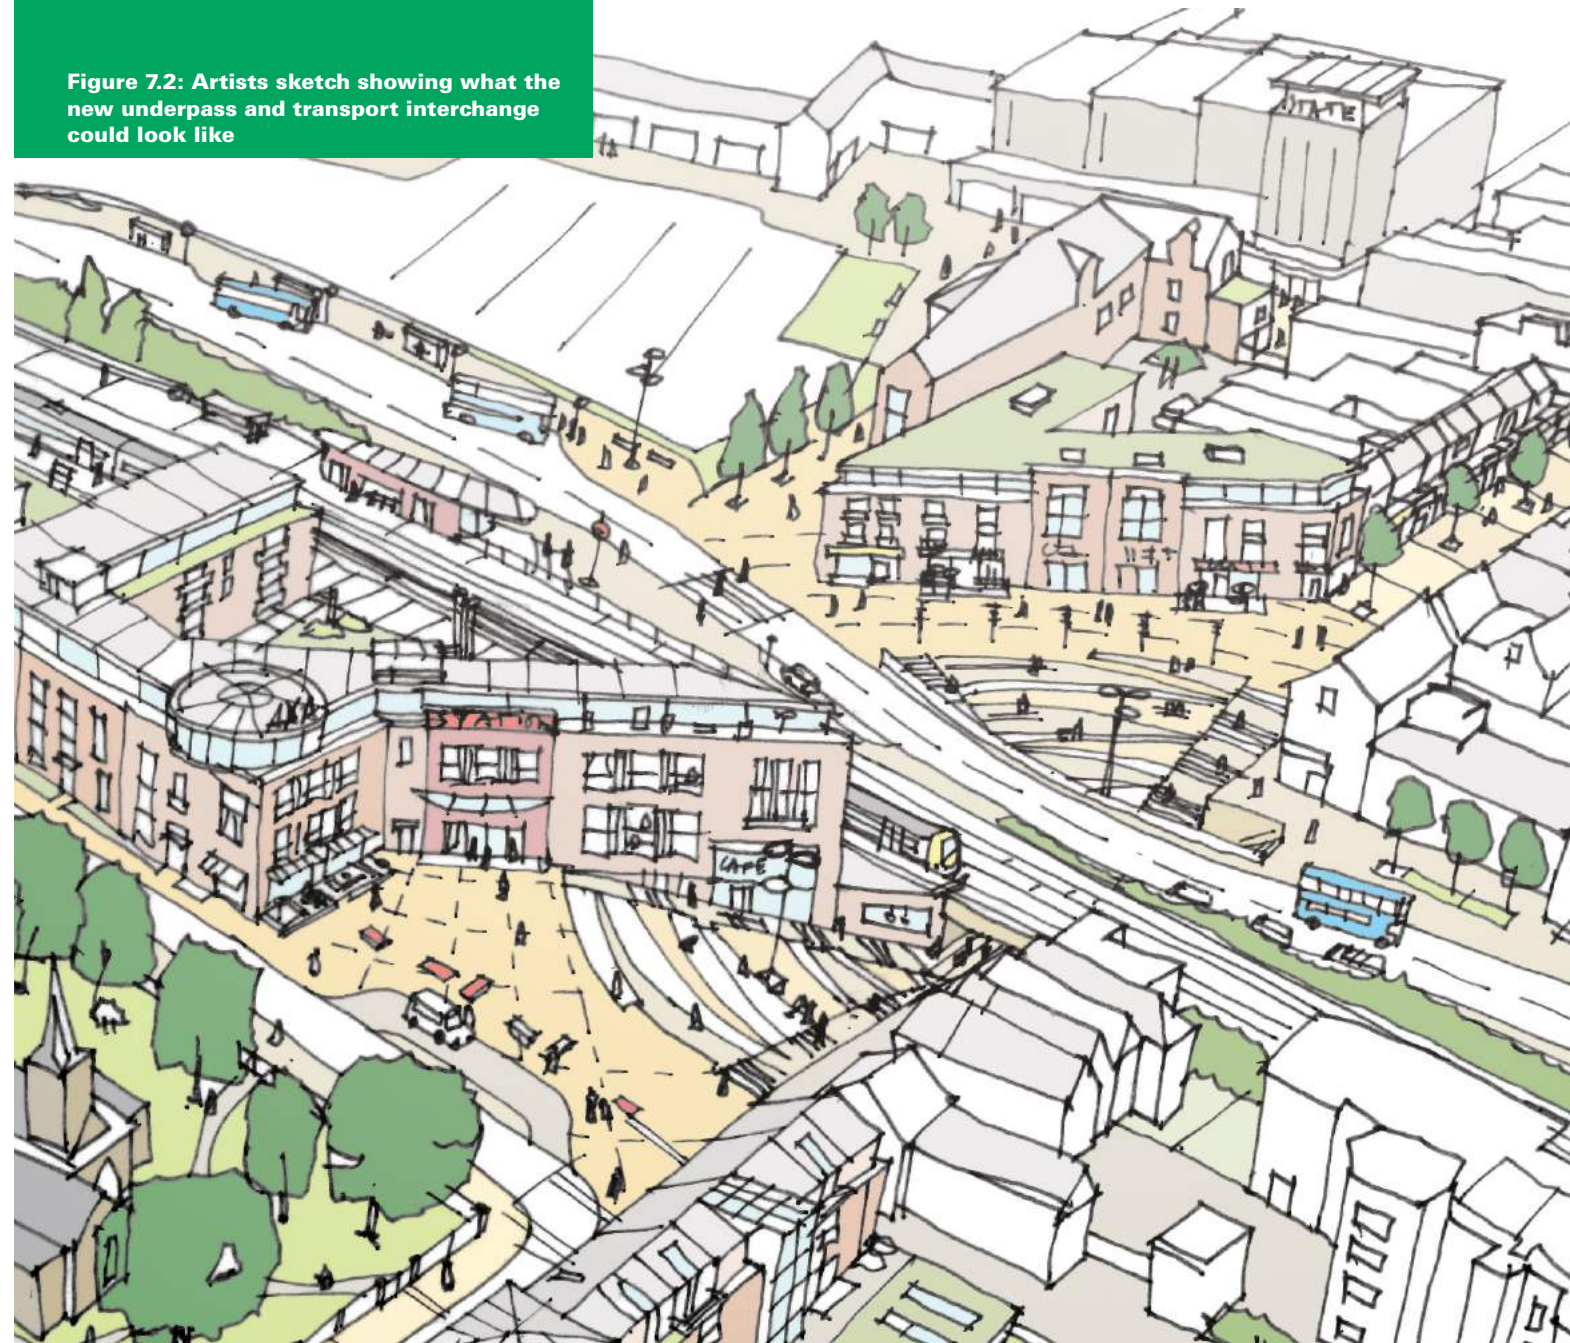 Figure 7.2: Artists sketch showing what the
new underpass and transport interchange
could look like
STATE
STATION
CAFE